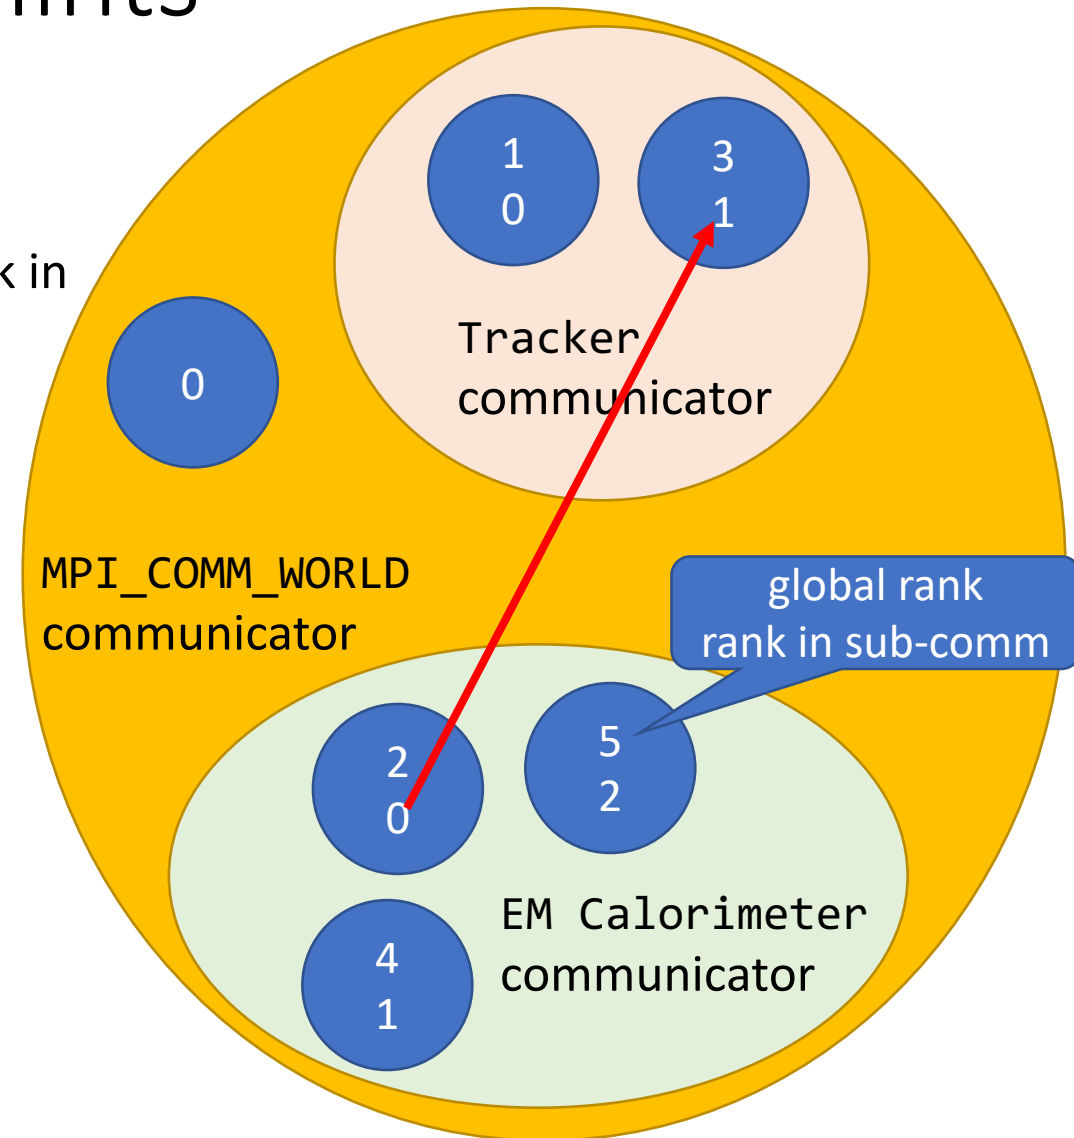 1
0
3
1
k in
0
Tracker
communicator
MPI_COMM_WORLD
communicator
global rank
rank in sub-comm
2
0
5
2
EM Calorimeter
communicator
4
1